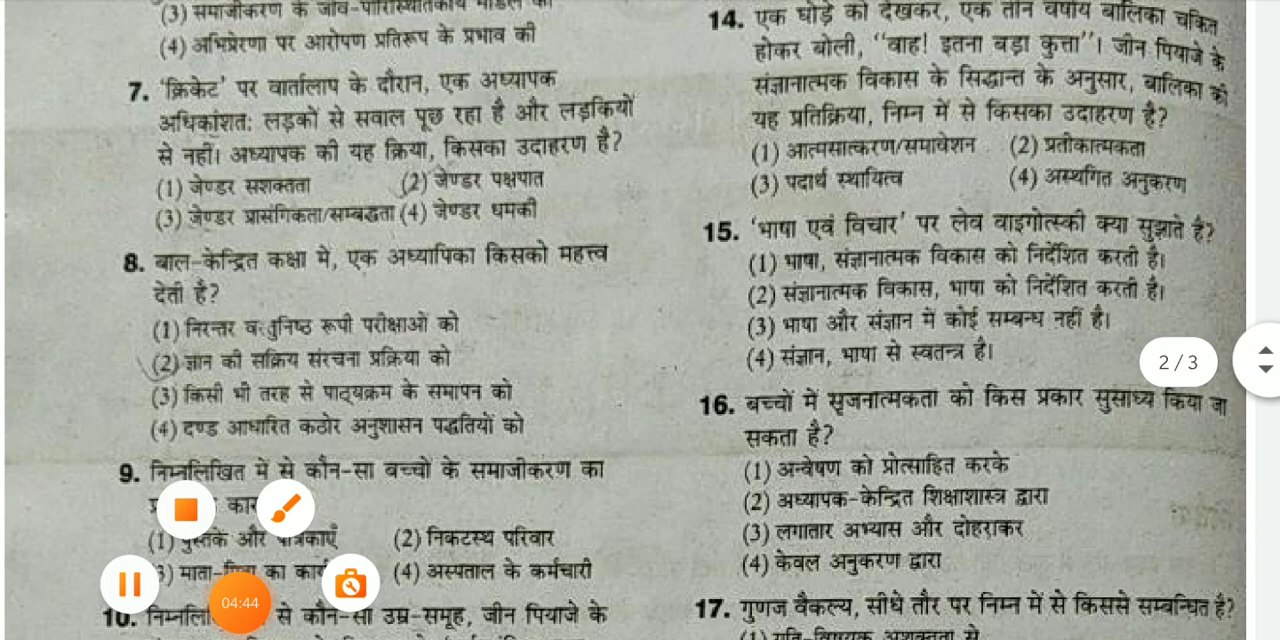 (3) समाजीकरण के जीव-पारिस्थितिकीय मॉडल की
(4) अभिप्रेरणा पर आरोपण प्रतिरूप के प्रभाव की
7. ‘क्रिकेट’ पर वार्तालाप के दौरान, एक अध्यापक
अधिकांशत: लड़कों से सवाल पूछ रहा है और लड़कियों
से नहीं। अध्यापक की यह क्रिया, किसका उदाहरण है?
(1) जेण्डर सशक्तता (2) जेण्डर पक्षपात
(3) जेण्डर प्रासंगिकता/सम्बद्धता (4) जेण्डर धमकी
8. बाल-केन्द्रित कक्षा मे, एक अध्यापिका किसको महत्त्व
देती है?
(1) निरन्तर वस्तुनिष्ठ रूपी परीक्षाओं को
(2) ज्ञान की सक्रिय संरचना प्रक्रिया को
(3) किसी भी तरह से पाठ्यक्रम के समापन को
(4) दण्ड आधारित कठोर अनुशासन पद्धतियों को
9. निम्नलिखित में से कौन-सा बच्चों के समाजीकरण का
(1) पुस्तकें और पत्रिकाएँ (2) निकटस्थ परिवार
3) माता-पिता का (4) अस्पताल के कर्मचारी
10. से कौन-सा उम्र-समूह, जीन पियाजे के
14. एक घोड़े को देखकर, एक तीन वर्षीय बालिका चकित
होकर बोली, “वाह! इतना बड़ा कुत्ता”। जीन पियाजे के
संज्ञानात्मक विकास के सिद्धान्त के अनुसार, बालिका की
यह प्रतिक्रिया, निम्न में से किसका उदाहरण है?
(1) आत्मसात्करण/समावेशन (2) प्रतीकात्मकता
(3) पदार्थ स्थायित्व (4) अस्थगित अनुकरण
15. ‘भाषा एवं विचार’ पर लेव वाइगोत्स्की क्या सुझाते है?
(1) भाषा, संज्ञानात्मक विकास को निर्देशित करती है।
(2) संज्ञानात्मक विकास, भाषा को निर्देशित करती है।
(3) भाषा और संज्ञान में कोई सम्बन्ध नहीं है।
(4) संज्ञान, भाषा से स्वतन्त्र है।
16. बच्चों में सृजनात्मकता को किस प्रकार सुसाध्य किया जा
सकता है?
(1) अन्वेषण को प्रोत्साहित करके
(2) अध्यापक-केन्द्रित शिक्षाशास्त्र द्वारा
(3) लगातार अभ्यास और दोहराकर
(4) केवल अनुकरण द्वारा
17. गुणज वैकल्य, सीधे तौर पर निम्न में से किससे सम्बन्धित है?
2 / 3
04:44